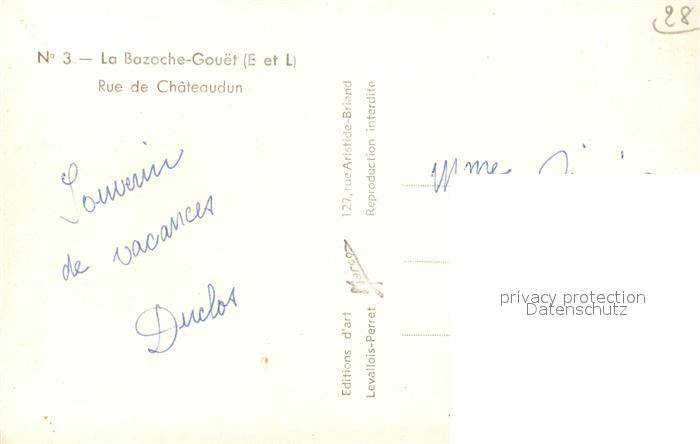 28
Nº 3 — La Bazoche-Gouët (E et L)
Rue de Châteaudun
Souvenir
de vacances
Duclos
Editions d'art
Levallois-Perret
127, rue Aristide-Briand
Reproduction interdite
Mme
privacy protection
Datenschutz